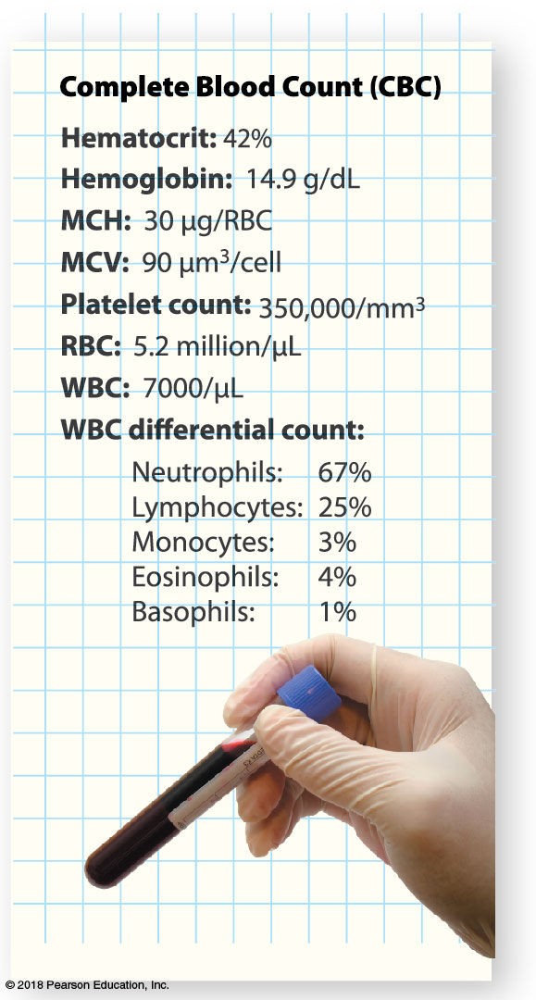 Complete Blood Count (CBC)
Hematocrit: 42%
Hemoglobin: 14.9 g/dL
MCH: 30 µg/RBC
MCV: 90 µm³/cell
Platelet count: 350,000/mm³
RBC: 5.2 million/µL
WBC: 7000/µL
WBC differential count:
Neutrophils: 67%
Lymphocytes: 25%
Monocytes: 3%
Eosinophils: 4%
Basophils: 1%
© 2018 Pearson Education, Inc.